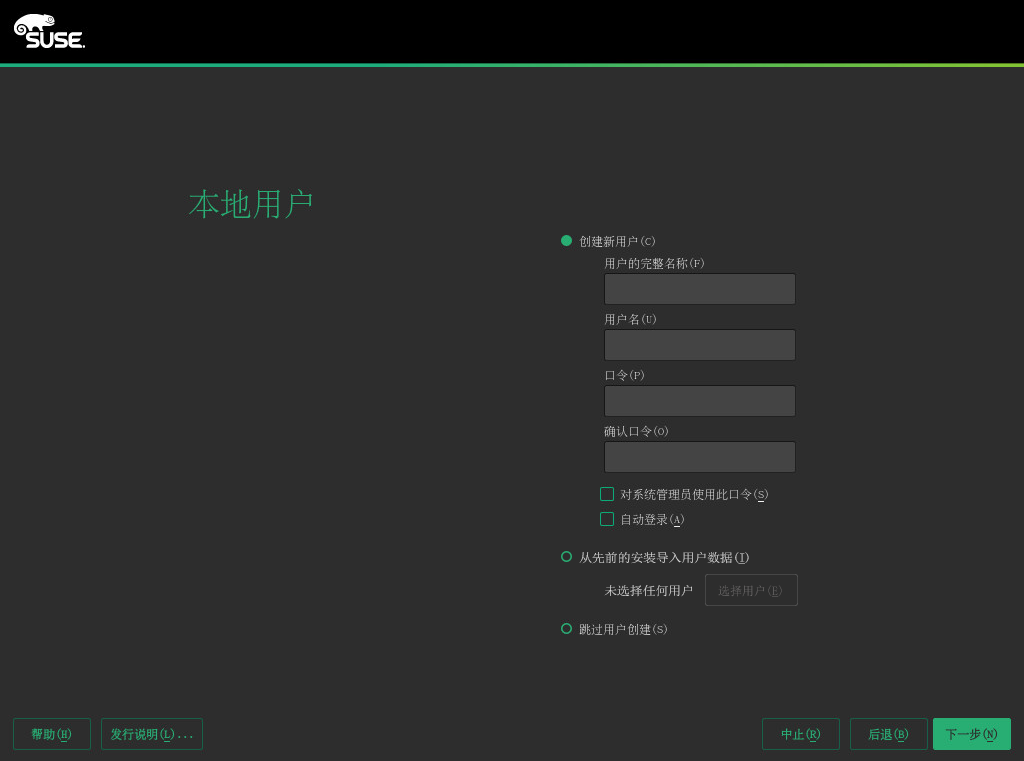 SUSE.
本地用户
创建新用户(C)
用户的完整名称(F)
用户名(U)
口令(P)
确认口令(O)
对系统管理员使用此口令(S)
自动登录(A)
从先前的安装导入用户数据(I)
未选择任何用户 选择用户(E)
跳过用户创建(S)
帮助(H) 发行说明(L)... 中止(R) 后退(B) 下一步(N)